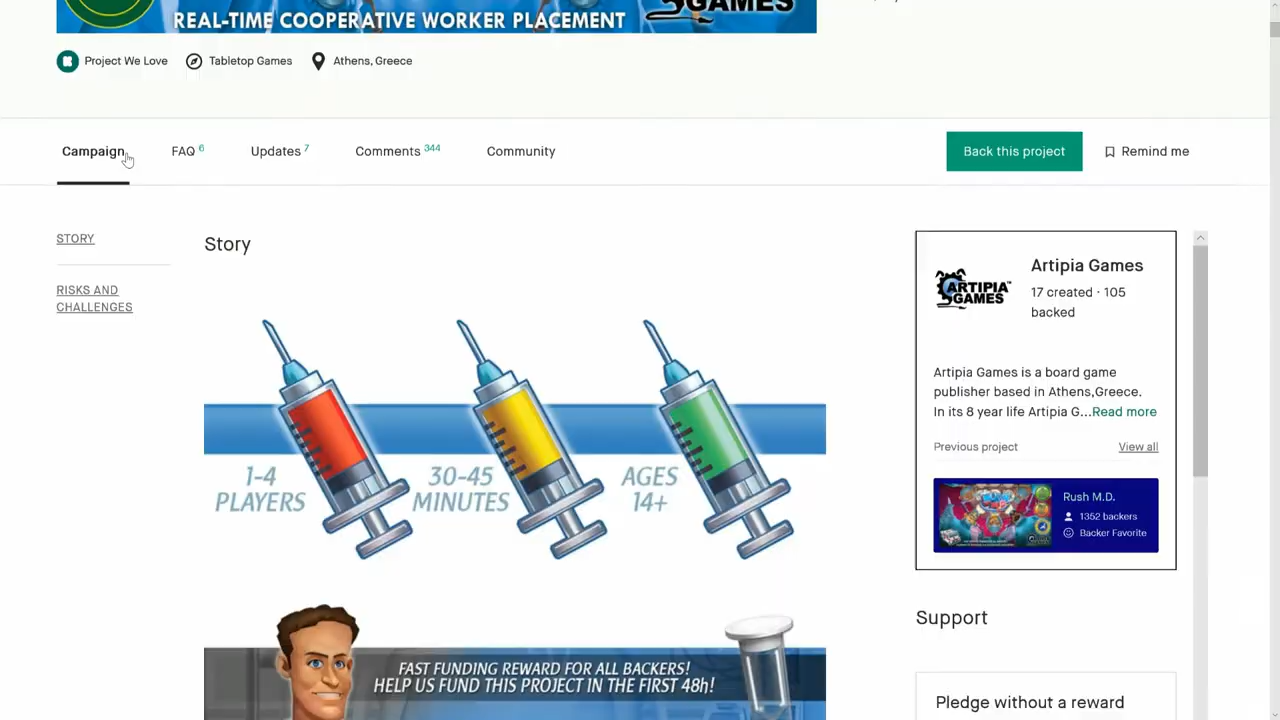 GAMES
REAL-TIME COOPERATIVE WORKER PLACEMENT
Project We Love
Tabletop Games
Athens, Greece
Campaign
FAQ 6
Updates 7
Comments 344
Community
Back this project
Remind me
STORY
RISKS AND
CHALLENGES
Story
1-4
PLAYERS
30-45
MINUTES
AGES
14+
FAST FUNDING REWARD FOR ALL BACKERS!
HELP US FUND THIS PROJECT IN THE FIRST 48h!
ARTIPIA
GAMES
Artipia Games
17 created · 105
backed
Artipia Games is a board game
publisher based in Athens,Greece.
In its 8 year life Artipia G...Read more
Previous project
View all
Rush M.D.
1352 backers
Backer Favorite
Support
Pledge without a reward